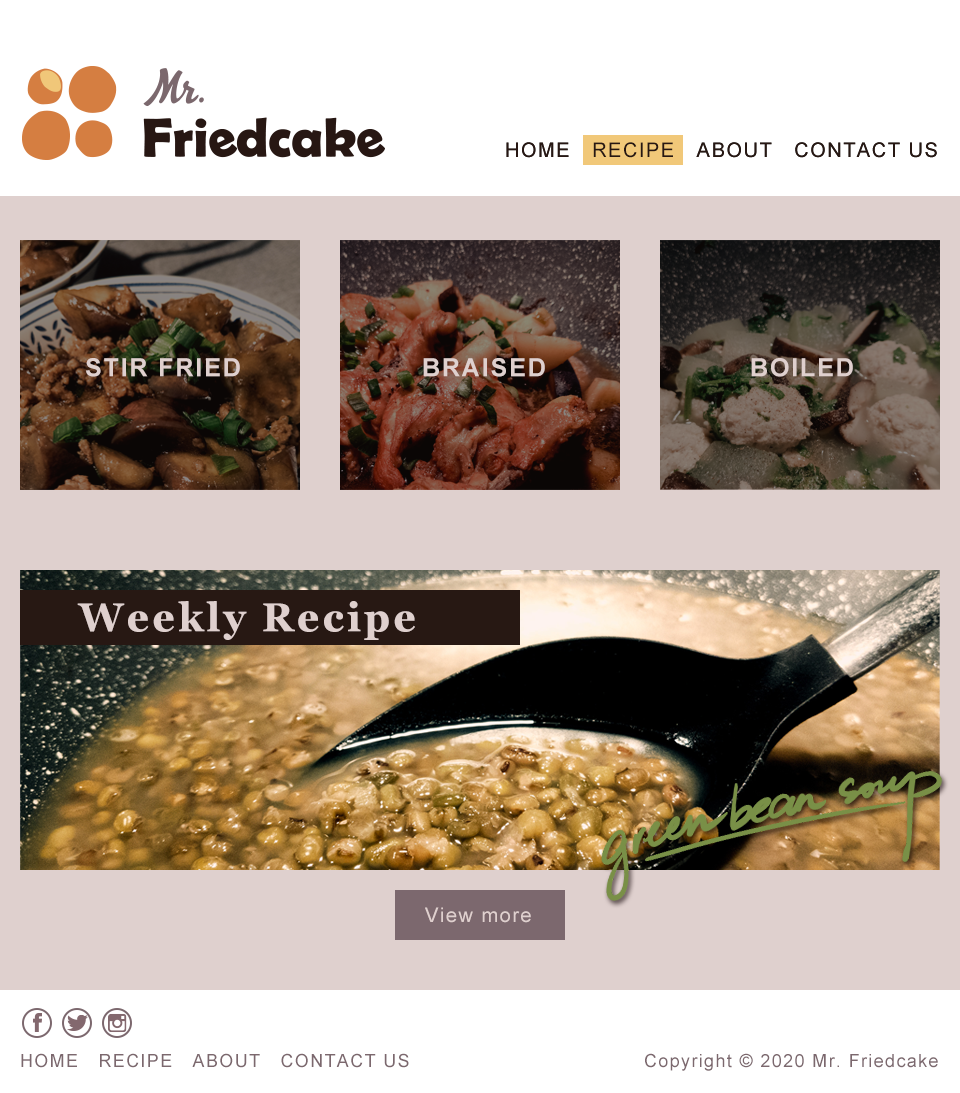 Mr.
Friedcake
HOME RECIPE ABOUT CONTACT US
STIR FRIED
BRAISED
BOILED
Weekly Recipe
green bean soup
View more
HOME RECIPE ABOUT CONTACT US
Copyright © 2020 Mr. Friedcake